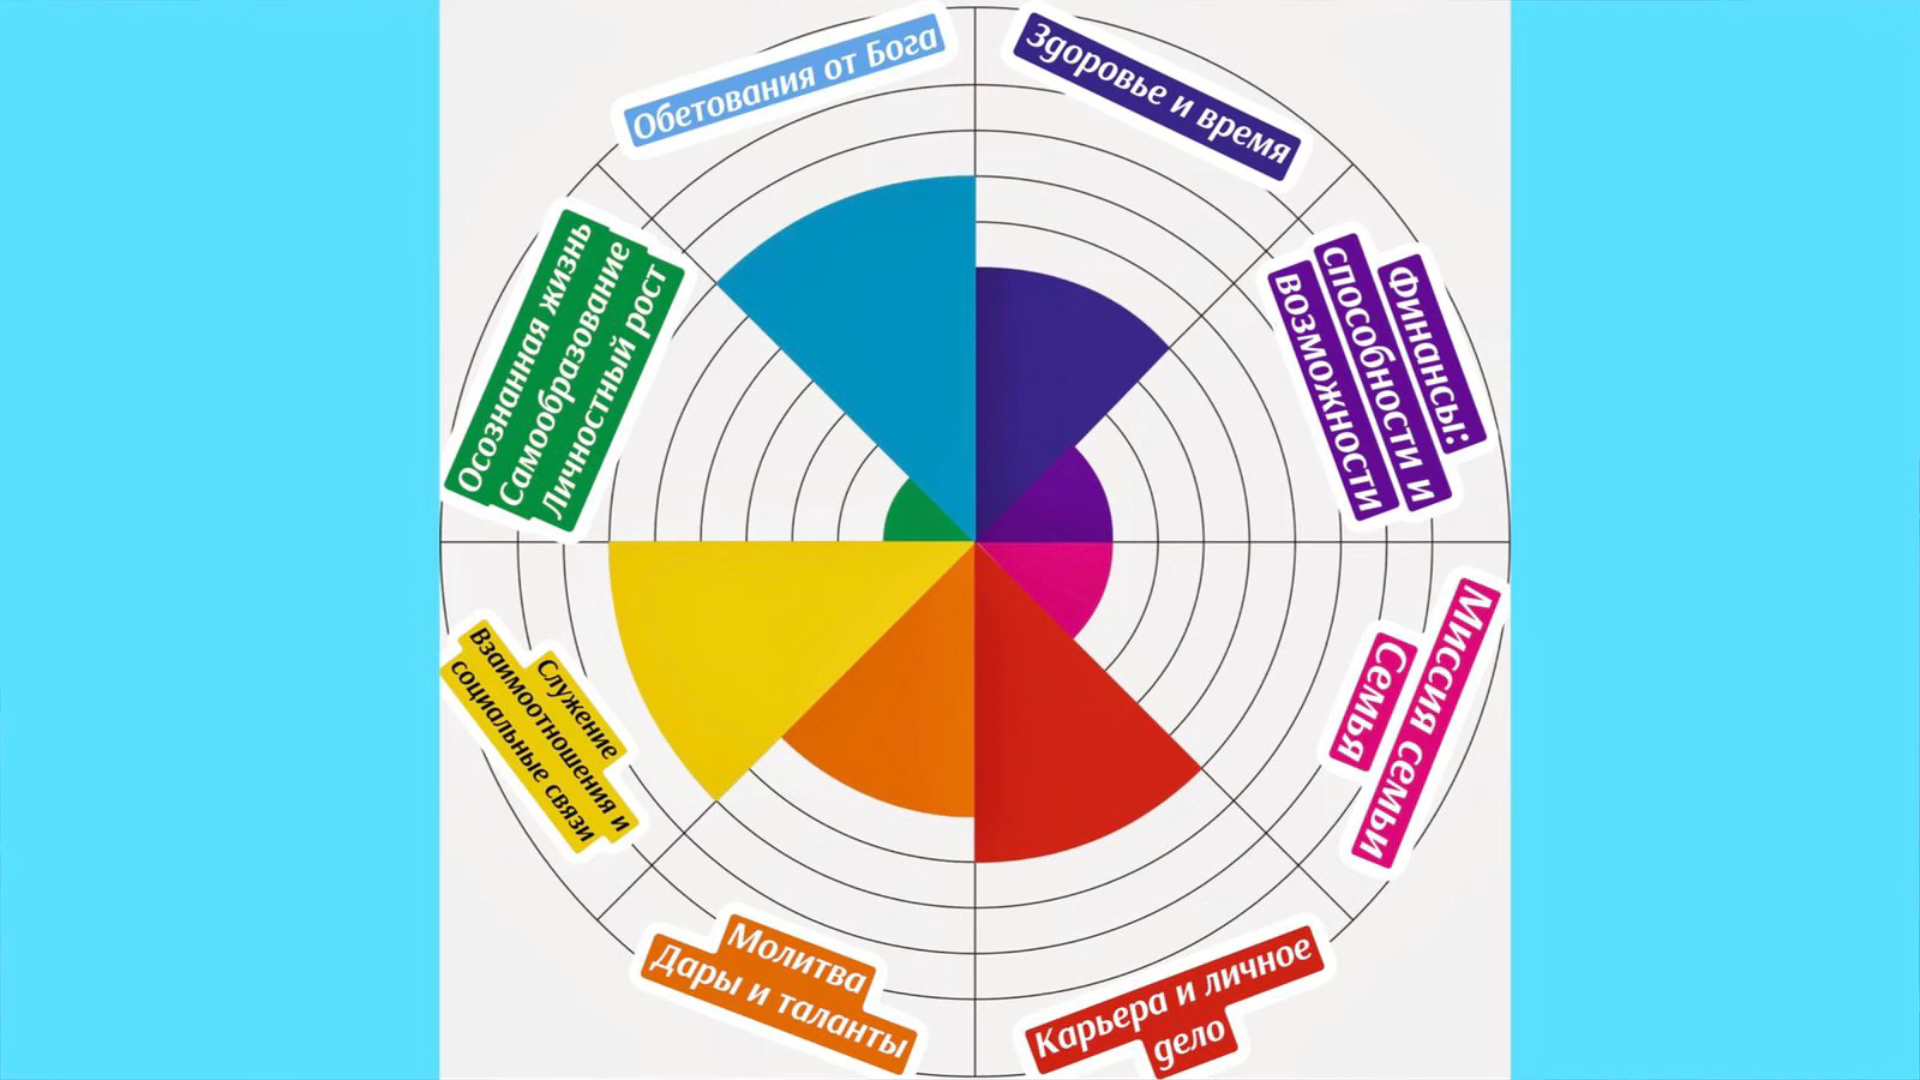 Обетования от Бога
Здоровье и время
Финансы:
способности и
возможности
Миссия семьи
Семья
Карьера и личное
дело
Молитва
Дары и таланты
Служение
Взаимоотношения и
социальные связи
Осознанная жизнь
Самообразование
Личностный рост